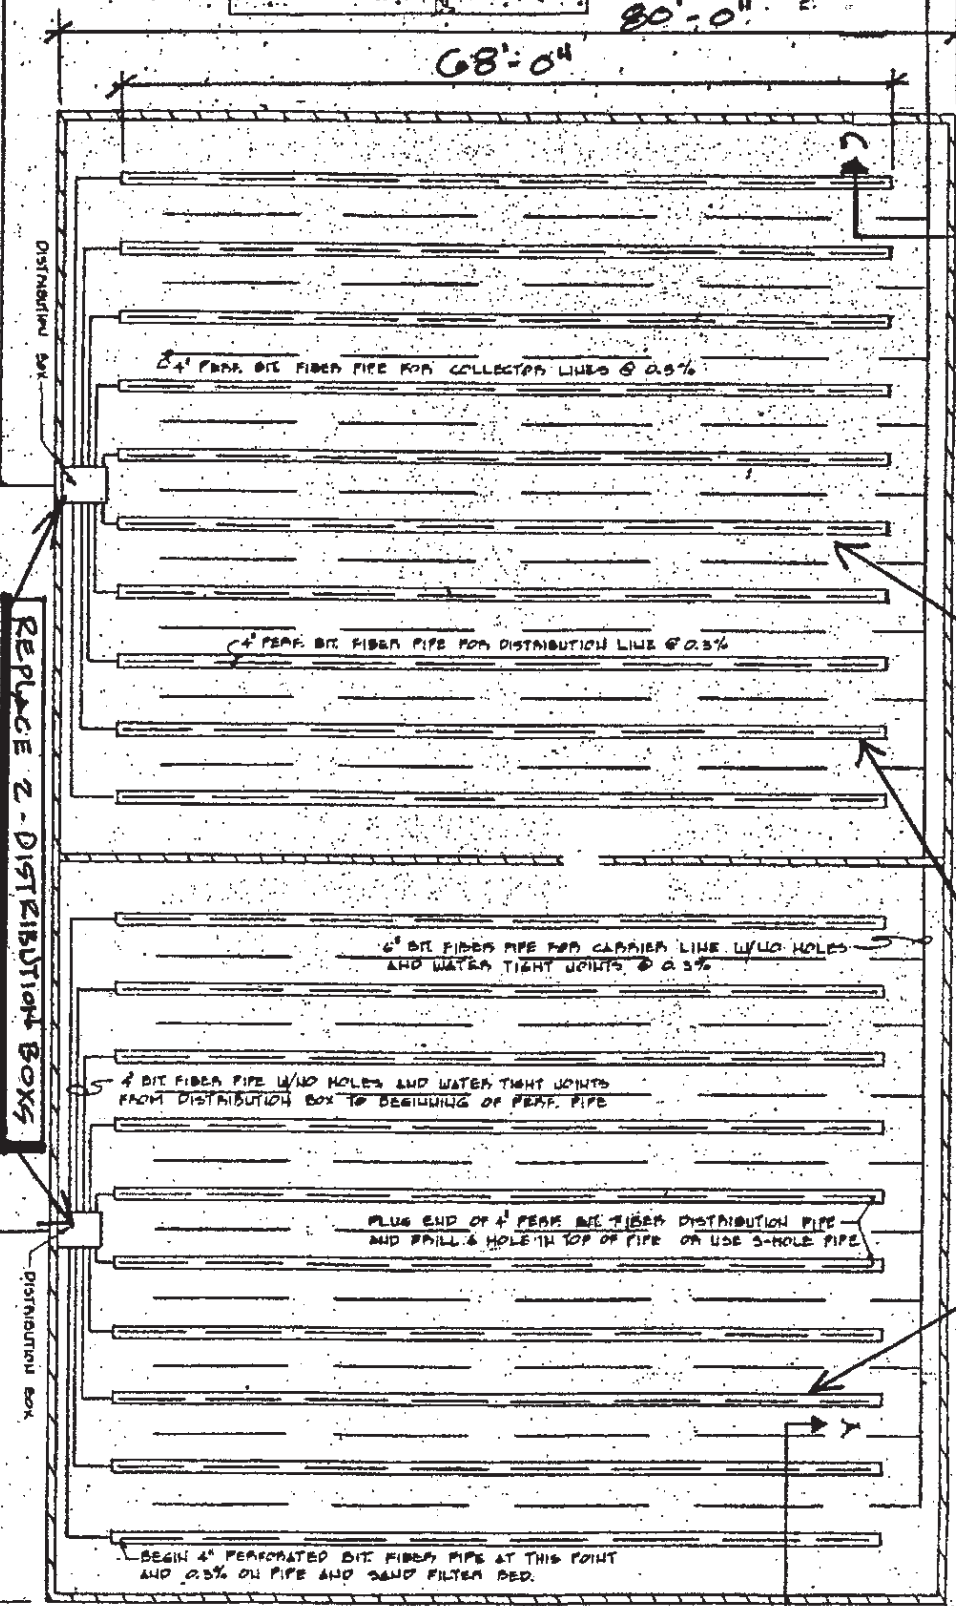 80'-0"
68'-0"
DISTRIBUTION BOX
4" PERF. BIT. FIBER PIPE FOR COLLECTOR LINES @ 0.5%
4" PERF. BIT. FIBER PIPE FOR DISTRIBUTION LINE @ 0.3%
REPLACE 2 - DISTRIBUTION BOXS
6" BIT. FIBER PIPE FOR CARRIER LINE W/NO HOLES
AND WATER TIGHT JOINTS @ 0.3%
4" BIT FIBER PIPE W/NO HOLES AND WATER TIGHT JOINTS
FROM DISTRIBUTION BOX TO BEGINNING OF PERF. PIPE
PLUG END OF 4" PERF. BIT. FIBER DISTRIBUTION PIPE
AND DRILL HOLE IN TOP OF PIPE OR USE 3-HOLE PIPE
DISTRIBUTION BOX
BEGIN 4" PERFORATED BIT. FIBER PIPE AT THIS POINT
AND 0.3% ON PIPE AND SAND FILTER BED.